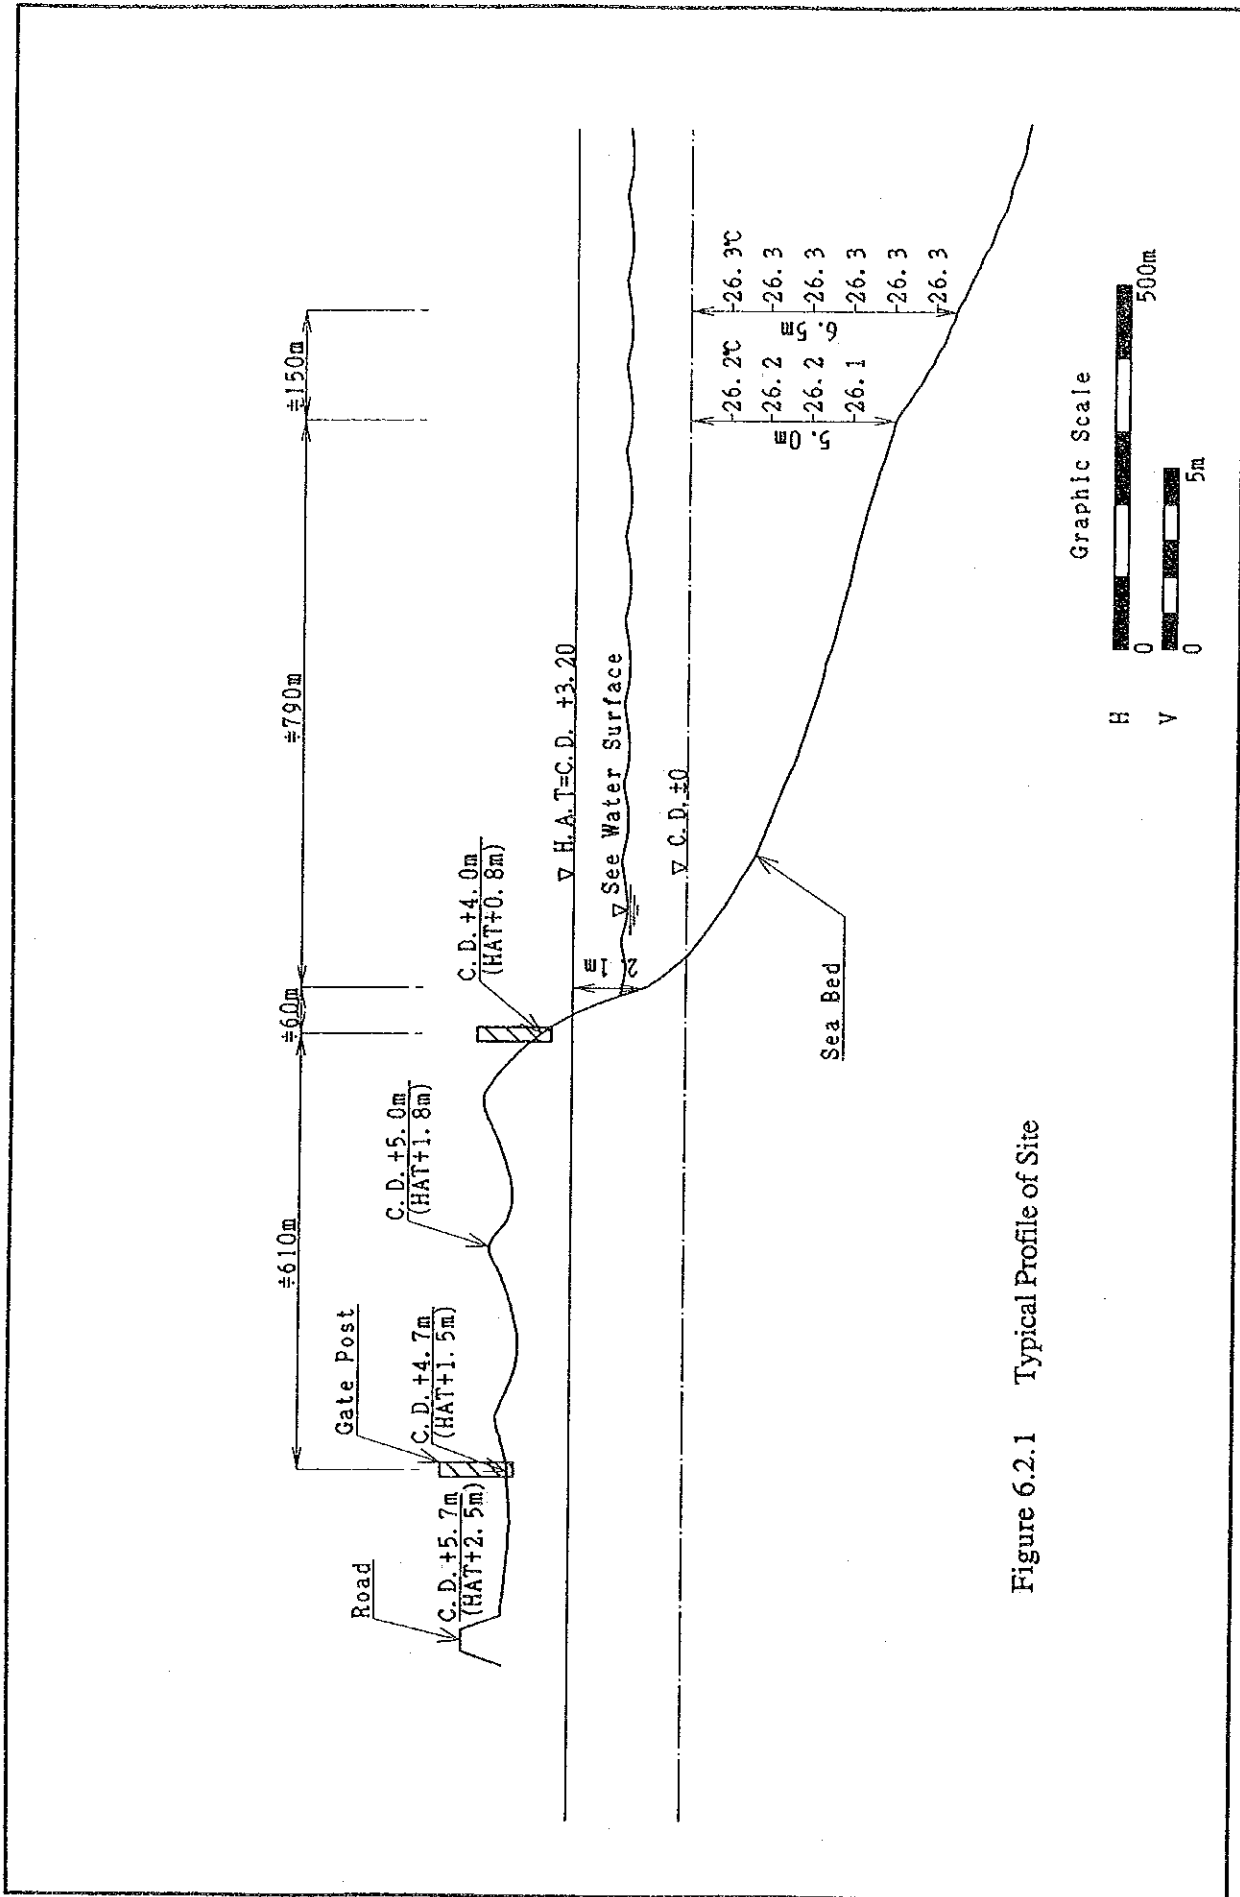 ≒610m
≒60m
≒790m
≒150m
Road
C. D. +5. 7m
(HAT+2. 5m)
Gate Post
C. D. +4. 7m
(HAT+1. 5m)
C. D. +5. 0m
(HAT+1. 8m)
C. D. +4. 0m
(HAT+0. 8m)
▽ H. A. T=C. D. +3. 20
2. 1m
▽ See Water Surface
▽ C. D. ±0
Sea Bed
5. 0m
26. 2℃
26. 2
26. 2
26. 1
6. 5m
26. 3℃
26. 3
26. 3
26. 3
26. 3
26. 3
Graphic Scale
H
0
500m
V
0
5m
Figure 6.2.1 Typical Profile of Site